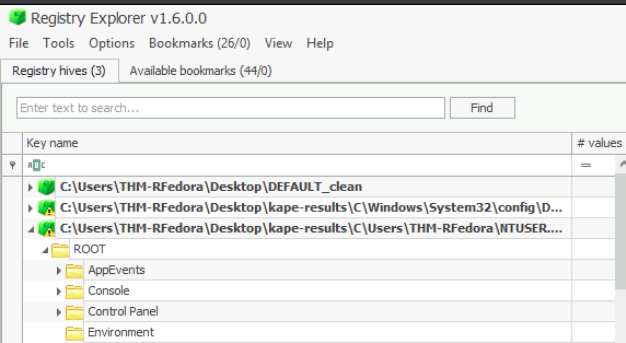 Registry Explorer v1.6.0.0
File Tools Options Bookmarks (26/0) View Help
Registry hives (3) Available bookmarks (44/0)
Enter text to search... Find
Key name # values
=
C:\Users\THM-RFedora\Desktop\DEFAULT_clean
C:\Users\THM-RFedora\Desktop\kape-results\C\Windows\System32\config\D...
C:\Users\THM-RFedora\Desktop\kape-results\C\Users\THM-RFedora\NTUSER....
ROOT
AppEvents
Console
Control Panel
Environment